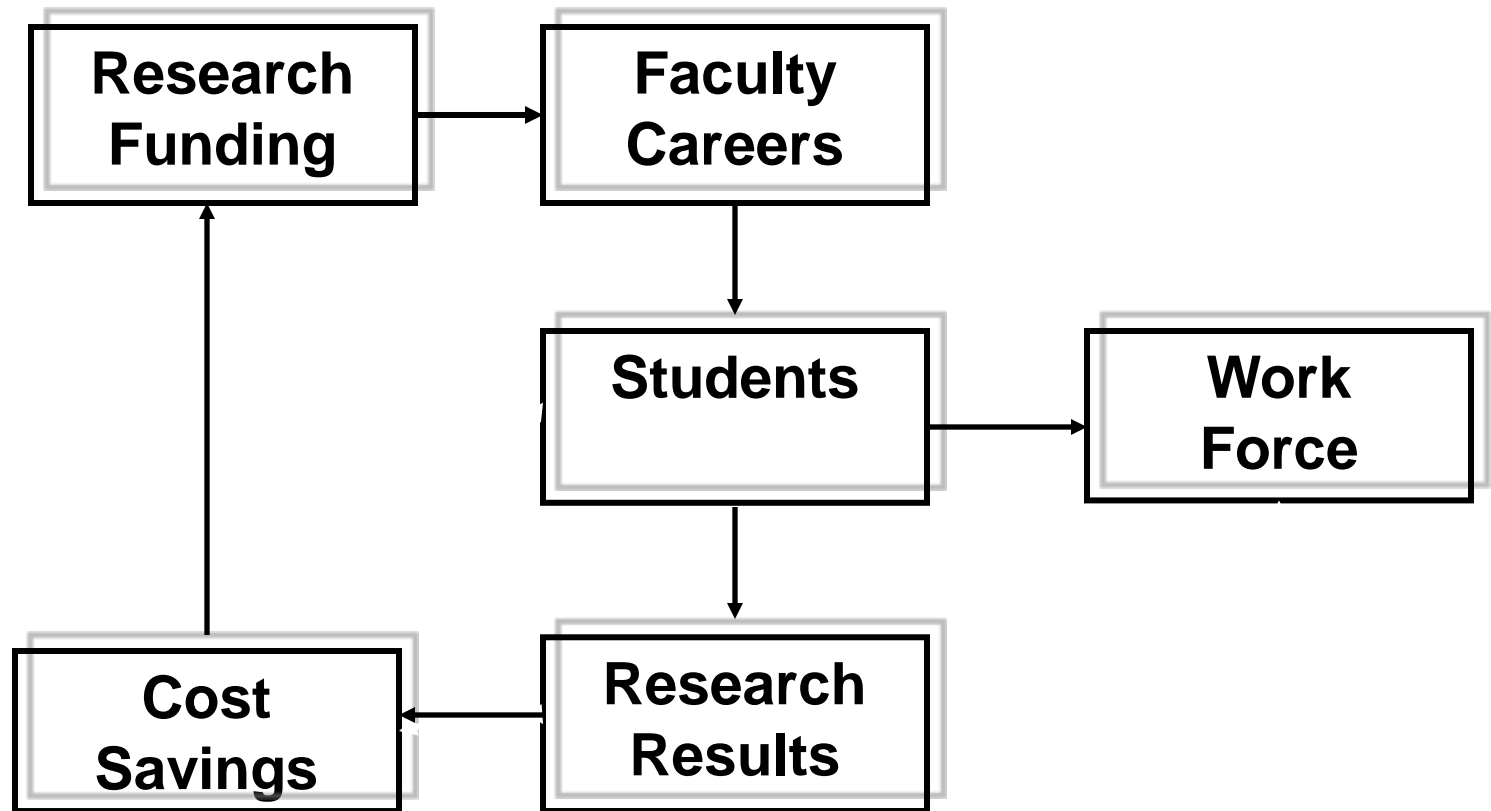 Research
Funding
Faculty
Careers
Students
Work
Force
Cost
Savings
Research
Results